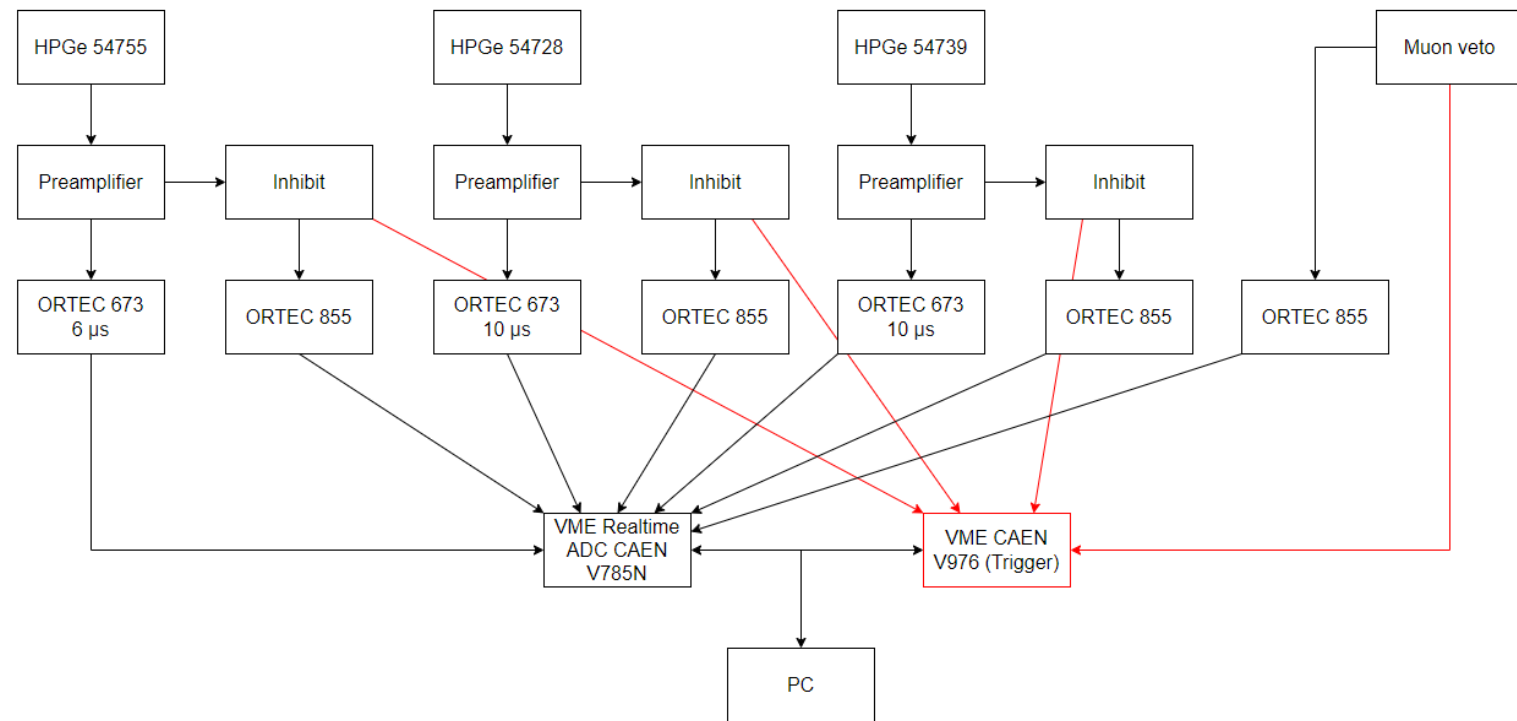 HPGe 54755
HPGe 54728
HPGe 54739
Muon veto
Preamplifier
Inhibit
Preamplifier
Inhibit
Preamplifier
Inhibit
ORTEC 673
6 μs
ORTEC 855
ORTEC 673
10 μs
ORTEC 855
ORTEC 673
10 μs
ORTEC 855
ORTEC 855
VME Realtime
ADC CAEN
V785N
VME CAEN
V976 (Trigger)
PC